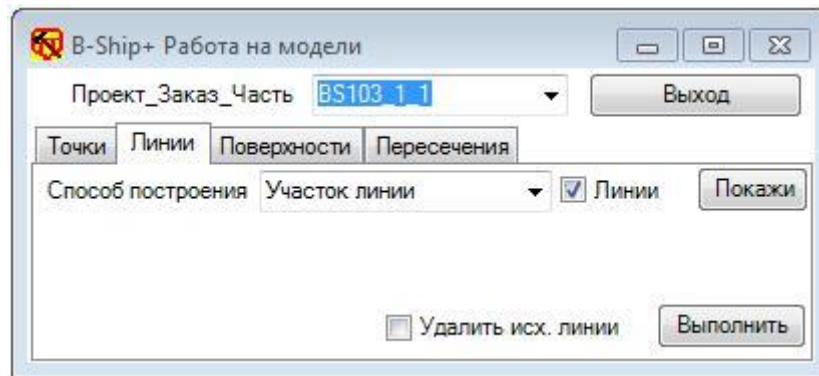 B-Ship+ Работа на модели
Проект_Заказ_Часть BS103_1_1 Выход
Точки Линии Поверхности Пересечения
Способ построения Участок линии Линии Покажи
Удалить исх. линии Выполнить